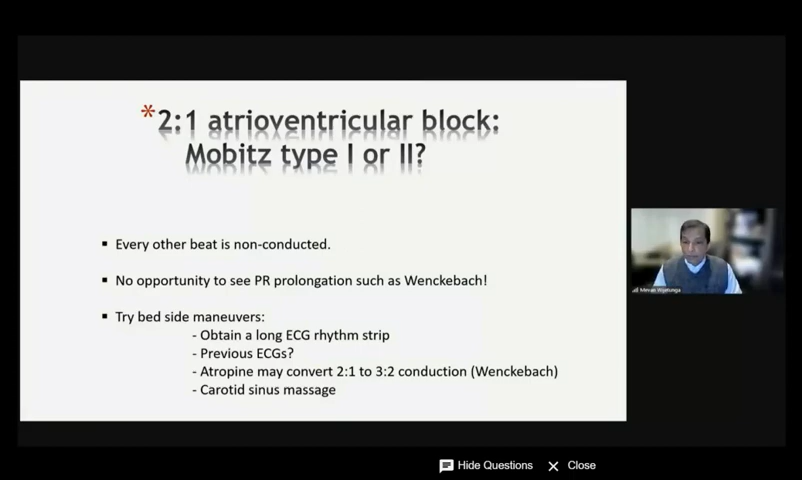 *2:1 atrioventricular block:
Mobitz type I or II?
▪ Every other beat is non-conducted.
▪ No opportunity to see PR prolongation such as Wenckebach!
▪ Try bed side maneuvers:
- Obtain a long ECG rhythm strip
- Previous ECGs?
- Atropine may convert 2:1 to 3:2 conduction (Wenckebach)
- Carotid sinus massage
Mevan Wijetunga
Hide Questions
Close